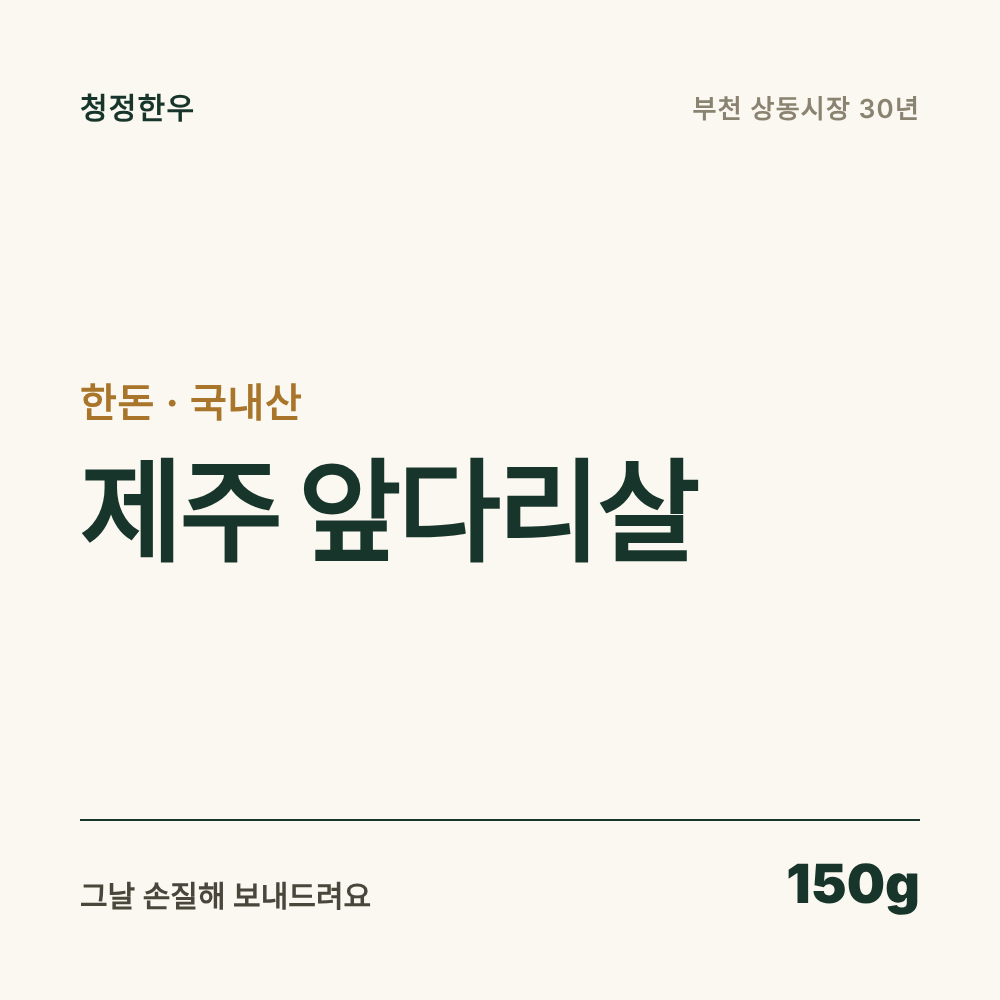 청정한우
부천 상동시장 30년
한돈 · 국내산
제주 앞다리살
그날 손질해 보내드려요
150g